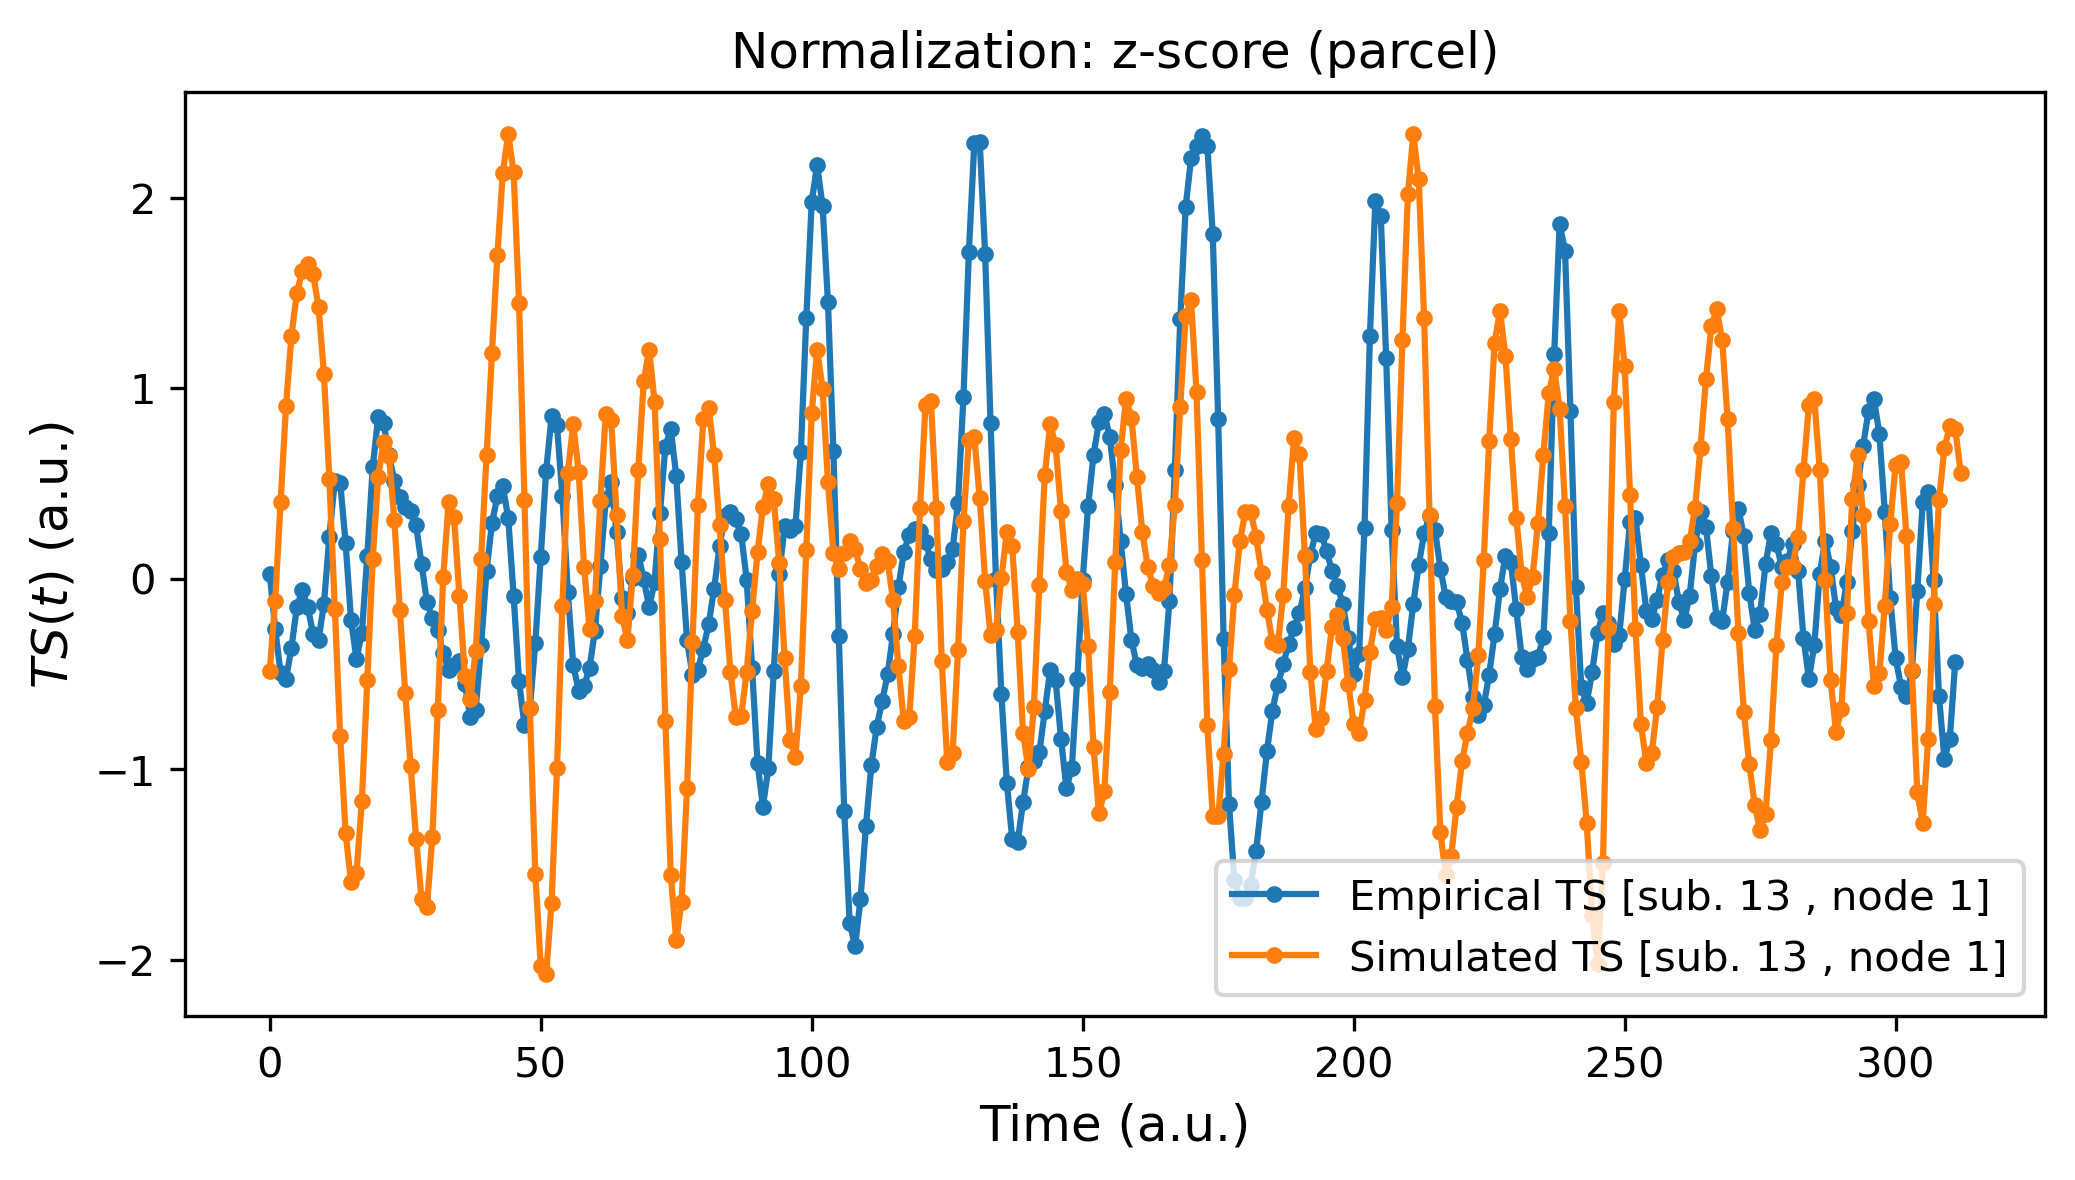 Normalization: z-score (parcel)
TS(t) (a.u.)
2
1
0
−1
−2
0 50 100 150 200 250 300
Time (a.u.)
Empirical TS [sub. 13 , node 1]
Simulated TS [sub. 13 , node 1]